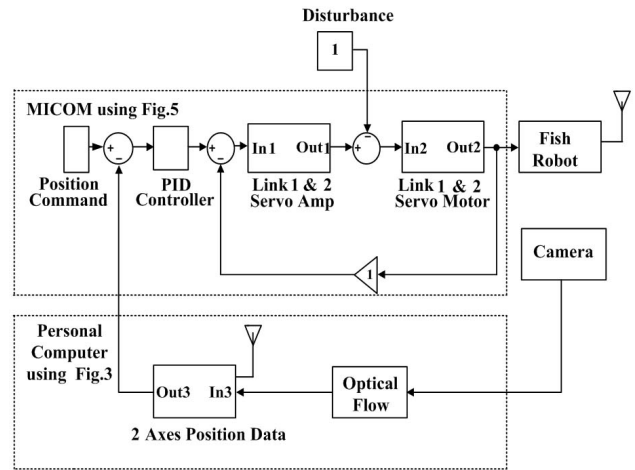 Disturbance
1
MICOM using Fig.5
+
−
+
−
In1 Out1
−
+
In2 Out2
Fish
Robot
Position
Command
PID
Controller
Link 1 & 2
Servo Amp
Link 1 & 2
Servo Motor
1
Camera
Personal
Computer
using Fig.3
Out3 In3
Optical
Flow
2 Axes Position Data